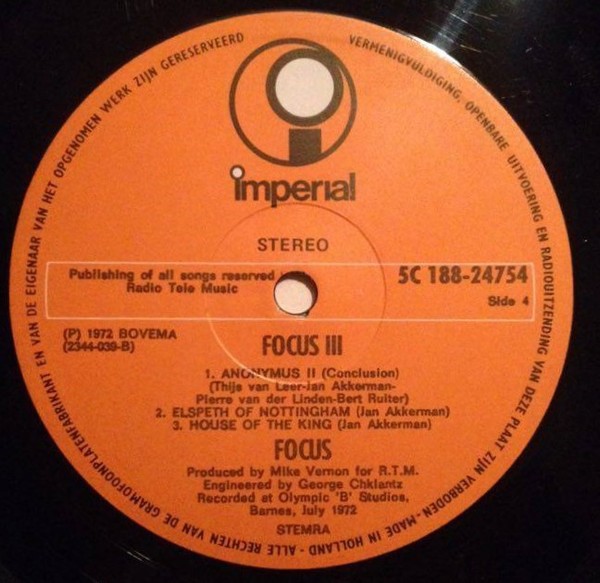 VERMENIGVULDIGING, OPENBARE UITVOERING EN RADIOUITZENDING VAN DEZE PLAAT ZIJN VERBODEN - MADE IN HOLLAND - ALLE RECHTEN VAN DE GRAMOFOONPLATENFABRIKANT EN VAN DE EIGENAAR VAN HET OPGENOMEN WERK ZIJN GERESERVEERD
imperial
STEREO
Publishing of all songs reserved
Radio Tele Music
5C 188-24754
Side 4
(P) 1972 BOVEMA
(2344-039-B)
FOCUS III
1. ANONYMUS II (Conclusion)
(Thijs van Leer-Jan Akkerman-
Pierre van der Linden-Bert Ruiter)
2. ELSPETH OF NOTTINGHAM (Jan Akkerman)
3. HOUSE OF THE KING (Jan Akkerman)
FOCUS
Produced by Mike Vernon for R.T.M.
Engineered by George Chklantz
Recorded at Olympic 'B' Studios,
Barnes, July 1972
STEMRA